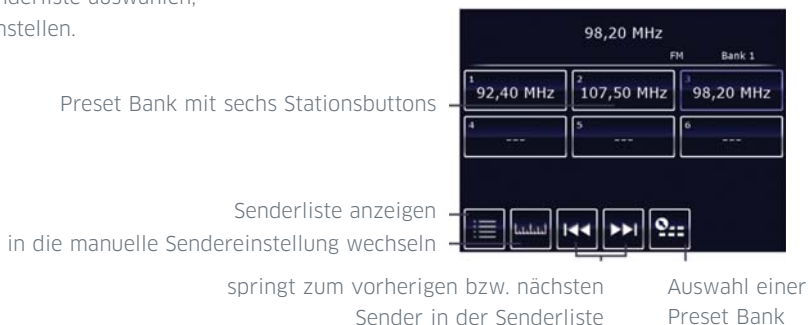 nderliste auswählen,
nstellen.
98,20 MHz
FM Bank 1
1 92,40 MHz
2 107,50 MHz
3 98,20 MHz
4 ---
5 ---
6 ---
Preset Bank mit sechs Stationsbuttons
Senderliste anzeigen
in die manuelle Sendereinstellung wechseln
springt zum vorherigen bzw. nächsten
Sender in der Senderliste
Auswahl einer
Preset Bank